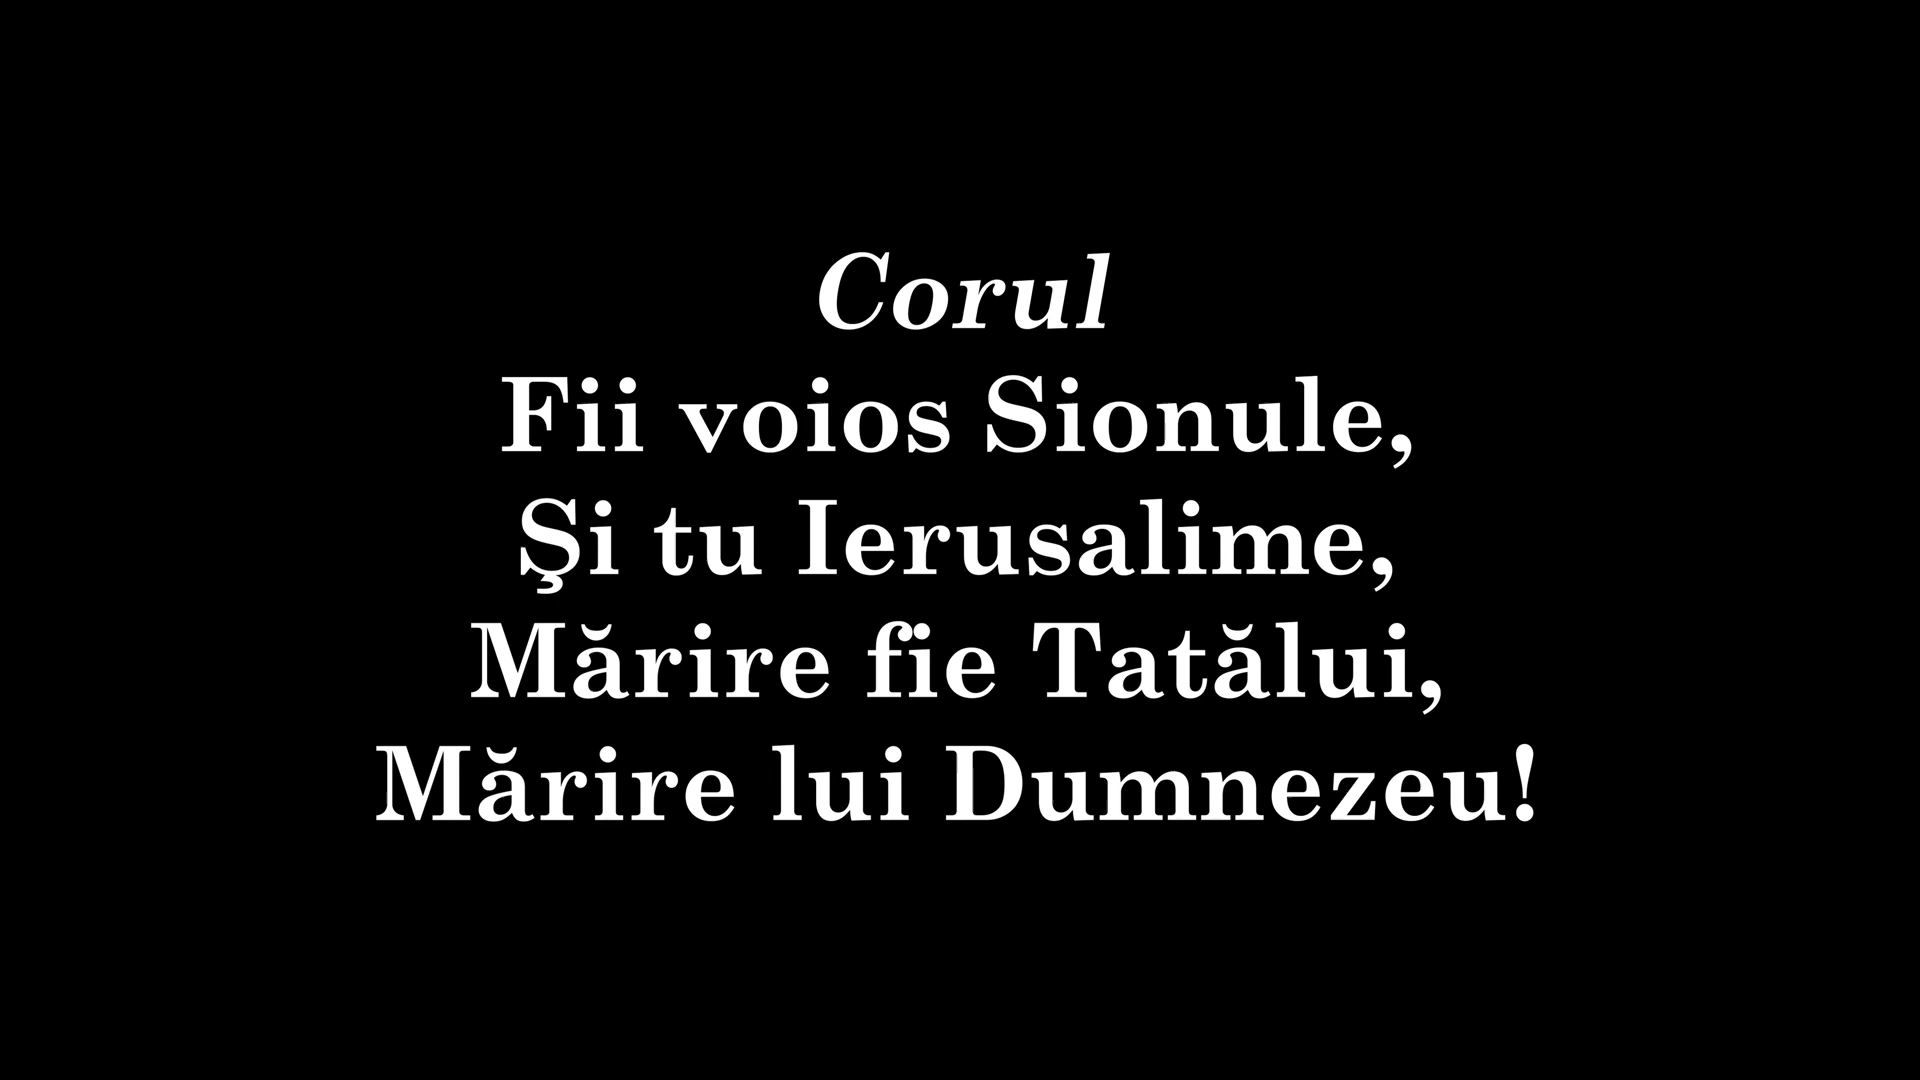 Corul
Fii voios Sionule,
Şi tu Ierusalime,
Mărire fie Tatălui,
Mărire lui Dumnezeu!